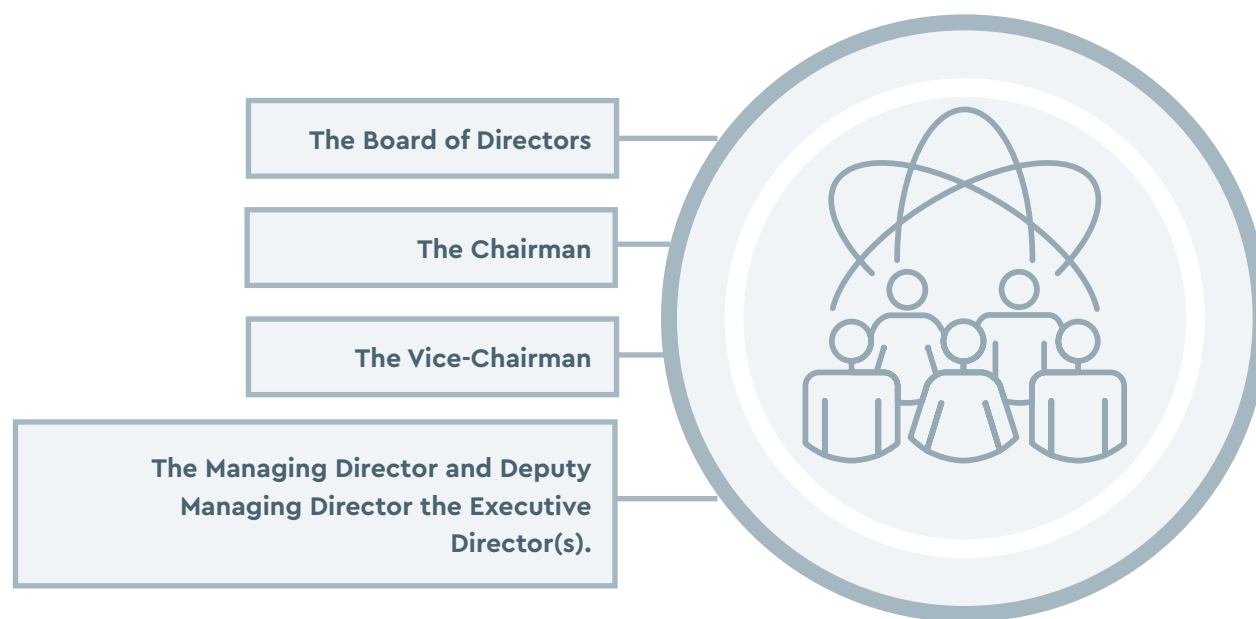 The Board of Directors
The Chairman
The Vice-Chairman
The Managing Director and Deputy
Managing Director the Executive
Director(s).